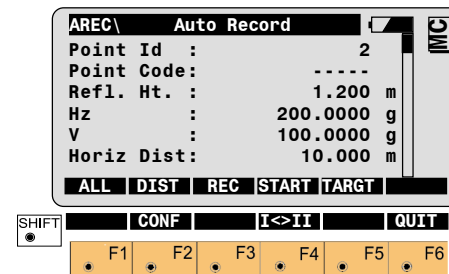 AREC\ Auto Record
MC
Point Id : 2
Point Code: -----
Refl. Ht. : 1.200 m
Hz : 200.0000 g
V : 100.0000 g
Horiz Dist: 10.000 m
ALL DIST REC START TARGT
SHIFT CONF I<>II QUIT
F1 F2 F3 F4 F5 F6